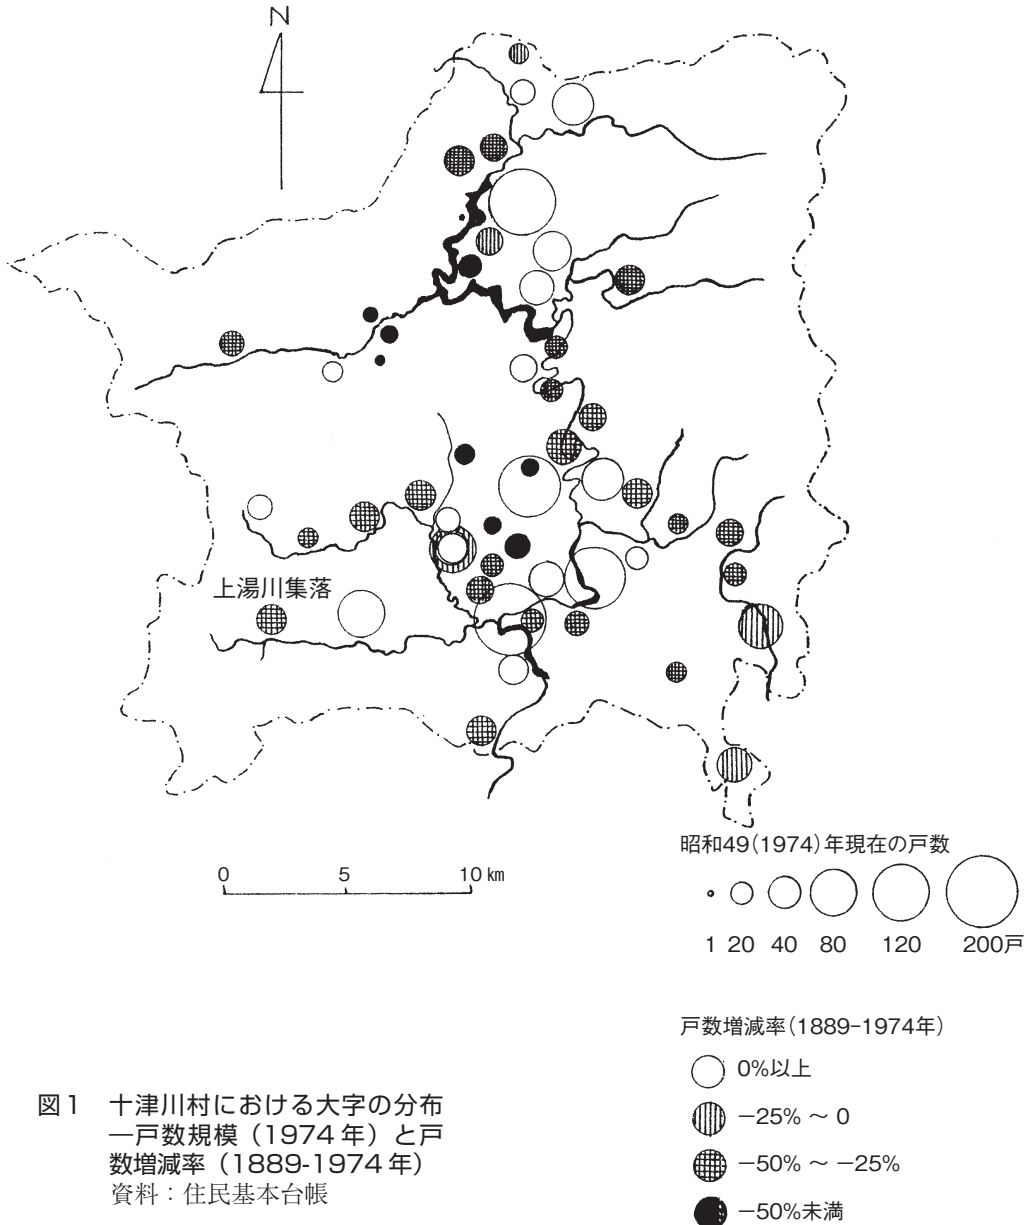 N
上湯川集落
0 5 10 km
昭和49(1974)年現在の戸数
1 20 40 80 120 200戸
戸数増減率(1889-1974年)
0%以上
−25% ～ 0
−50% ～ −25%
−50%未満
図1 十津川村における大字の分布
―戸数規模(1974年)と戸
数増減率(1889-1974年)
資料：住民基本台帳